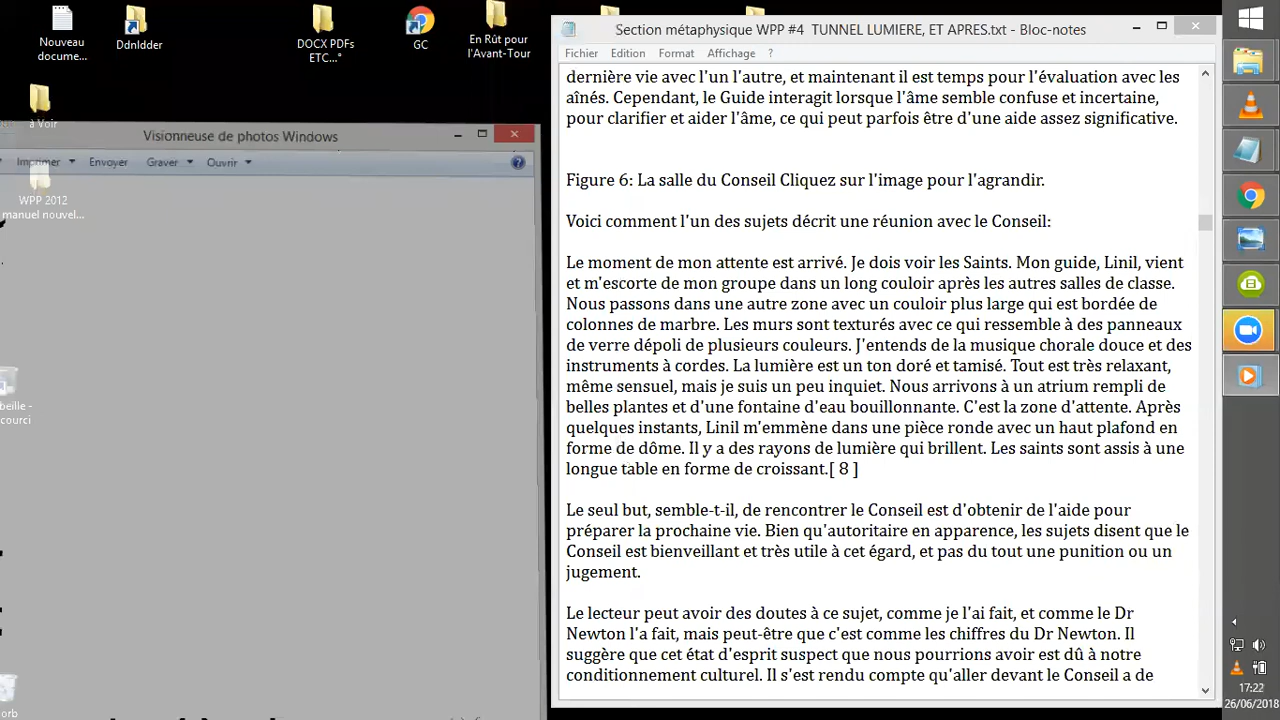 Nouveau
docume...
DdnIdder
DOCX PDFs
ETC...°
GC
En Rût pour
l'Avant-Tour
à Voir
Visionneuse de photos Windows
Imprimer
Envoyer
Graver
Ouvrir
WPP 2012
manuel nouvel...
beille -
courci
orb
Section métaphysique WPP #4 TUNNEL LUMIERE, ET APRES.txt - Bloc-notes
Fichier Edition Format Affichage ?
dernière vie avec l'un l'autre, et maintenant il est temps pour l'évaluation avec les
aînés. Cependant, le Guide interagit lorsque l'âme semble confuse et incertaine,
pour clarifier et aider l'âme, ce qui peut parfois être d'une aide assez significative.
Figure 6: La salle du Conseil Cliquez sur l'image pour l'agrandir.
Voici comment l'un des sujets décrit une réunion avec le Conseil:
Le moment de mon attente est arrivé. Je dois voir les Saints. Mon guide, Linil, vient
et m'escorte de mon groupe dans un long couloir après les autres salles de classe.
Nous passons dans une autre zone avec un couloir plus large qui est bordée de
colonnes de marbre. Les murs sont texturés avec ce qui ressemble à des panneaux
de verre dépoli de plusieurs couleurs. J'entends de la musique chorale douce et des
instruments à cordes. La lumière est un ton doré et tamisé. Tout est très relaxant,
même sensuel, mais je suis un peu inquiet. Nous arrivons à un atrium rempli de
belles plantes et d'une fontaine d'eau bouillonnante. C'est la zone d'attente. Après
quelques instants, Linil m'emmène dans une pièce ronde avec un haut plafond en
forme de dôme. Il y a des rayons de lumière qui brillent. Les saints sont assis à une
longue table en forme de croissant.[ 8 ]
Le seul but, semble-t-il, de rencontrer le Conseil est d'obtenir de l'aide pour
préparer la prochaine vie. Bien qu'autoritaire en apparence, les sujets disent que le
Conseil est bienveillant et très utile à cet égard, et pas du tout une punition ou un
jugement.
Le lecteur peut avoir des doutes à ce sujet, comme je l'ai fait, et comme le Dr
Newton l'a fait, mais peut-être que c'est comme les chiffres du Dr Newton. Il
suggère que cet état d'esprit suspect que nous pourrions avoir est dû à notre
conditionnement culturel. Il s'est rendu compte qu'aller devant le Conseil a de
17:22
26/06/2018